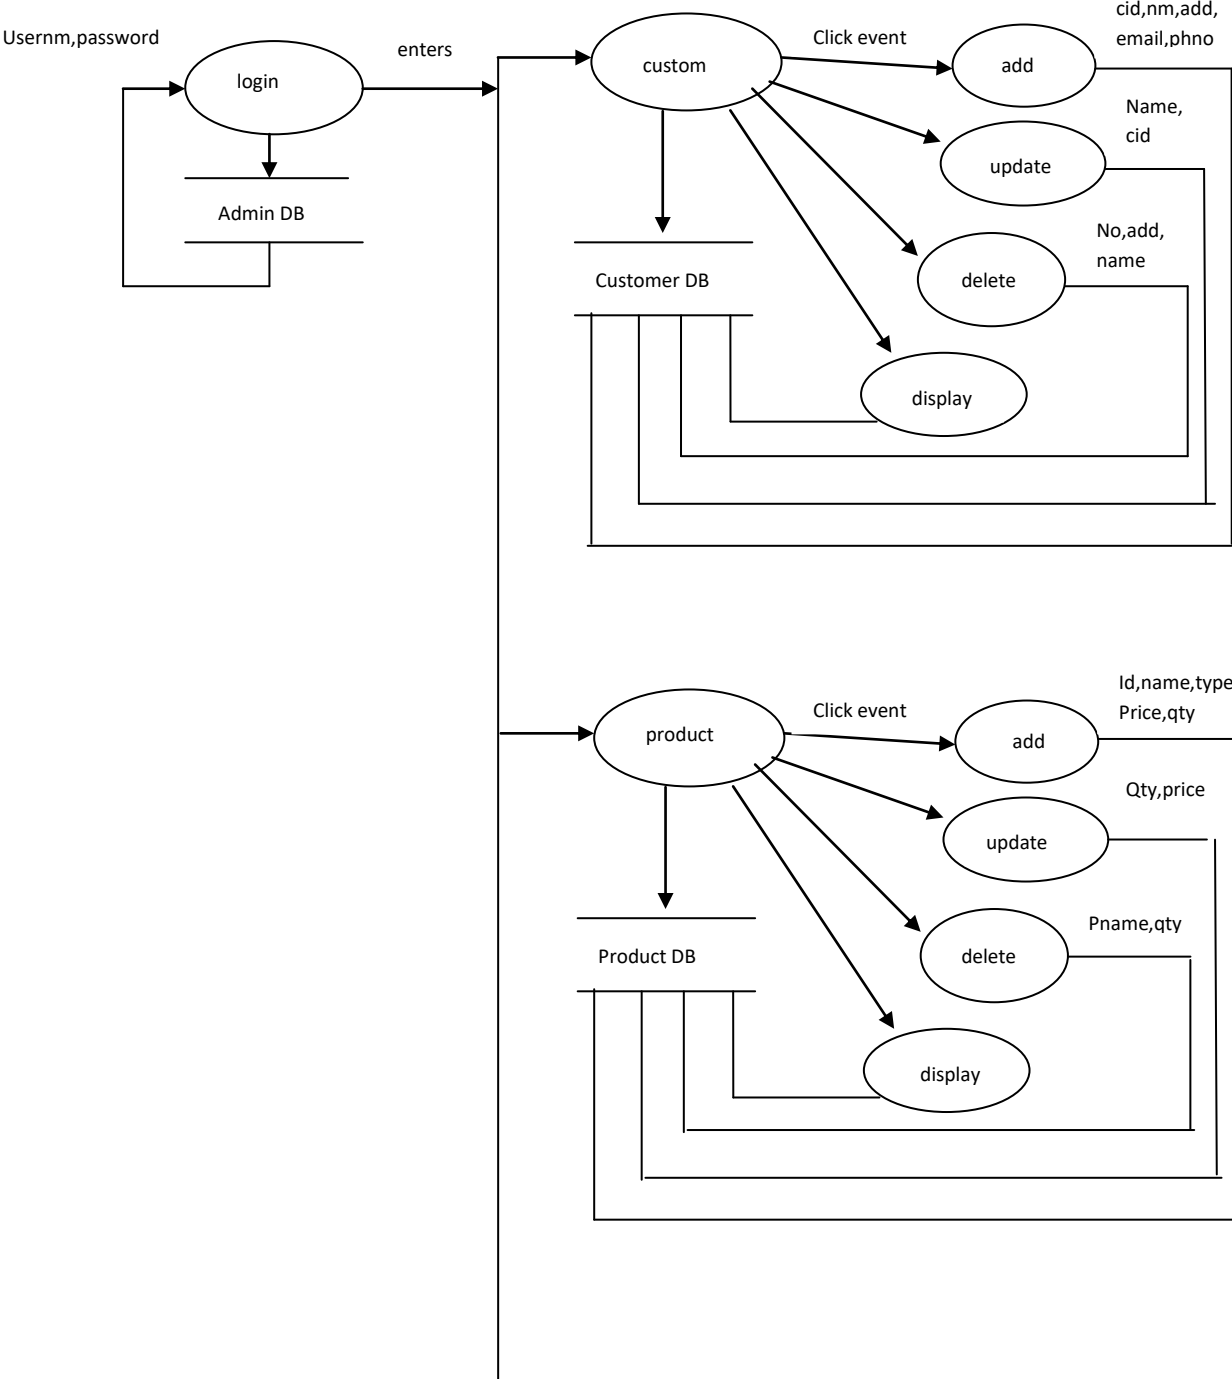 Usernm,password
login
enters
Admin DB
custom
Click event
add
cid,nm,add,
email,phno
update
Name,
cid
delete
No,add,
name
Customer DB
display
product
Click event
add
Id,name,type
Price,qty
update
Qty,price
delete
Pname,qty
Product DB
display